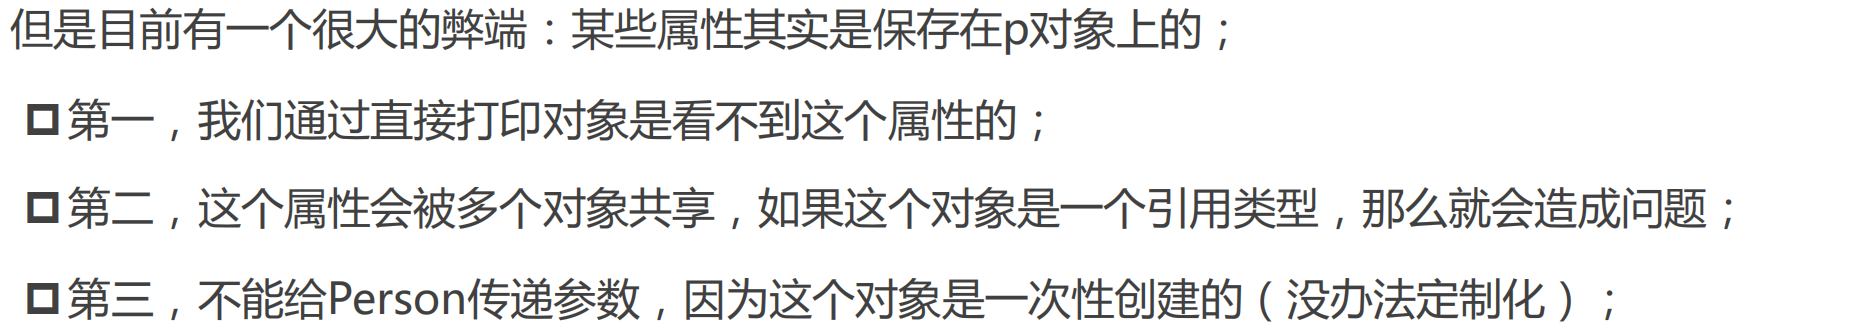 但是目前有一个很大的弊端：某些属性其实是保存在p对象上的；
第一，我们通过直接打印对象是看不到这个属性的；
第二，这个属性会被多个对象共享，如果这个对象是一个引用类型，那么就会造成问题；
第三，不能给Person传递参数，因为这个对象是一次性创建的（没办法定制化）；